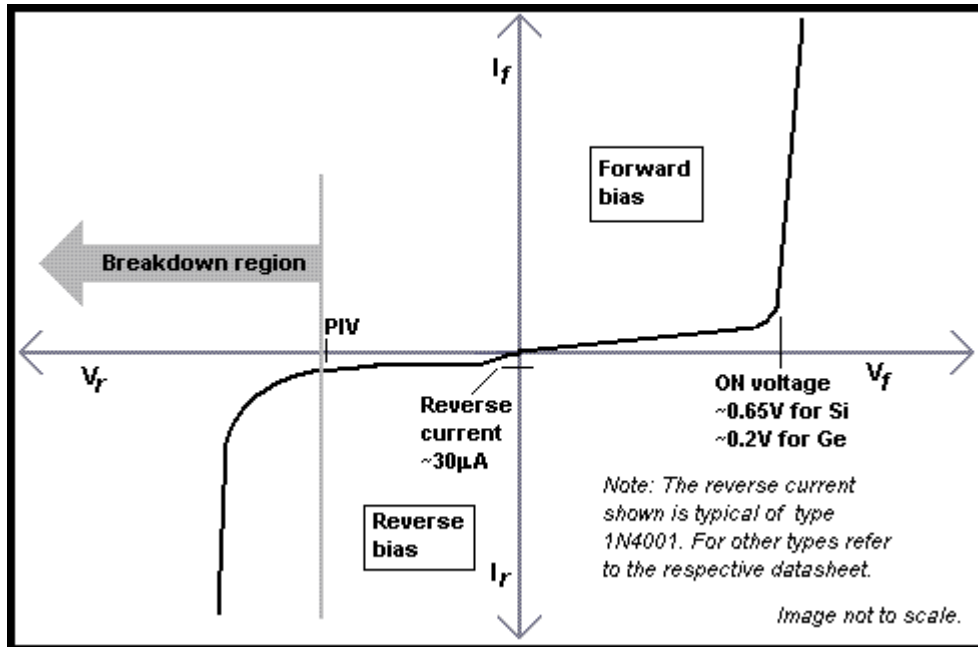 If
Forward
bias
Breakdown region
PIV
Vr
Vf
Reverse
current
~30µA
ON voltage
~0.65V for Si
~0.2V for Ge
Reverse
bias
Ir
Note: The reverse current
shown is typical of type
1N4001. For other types refer
to the respective datasheet.
Image not to scale.